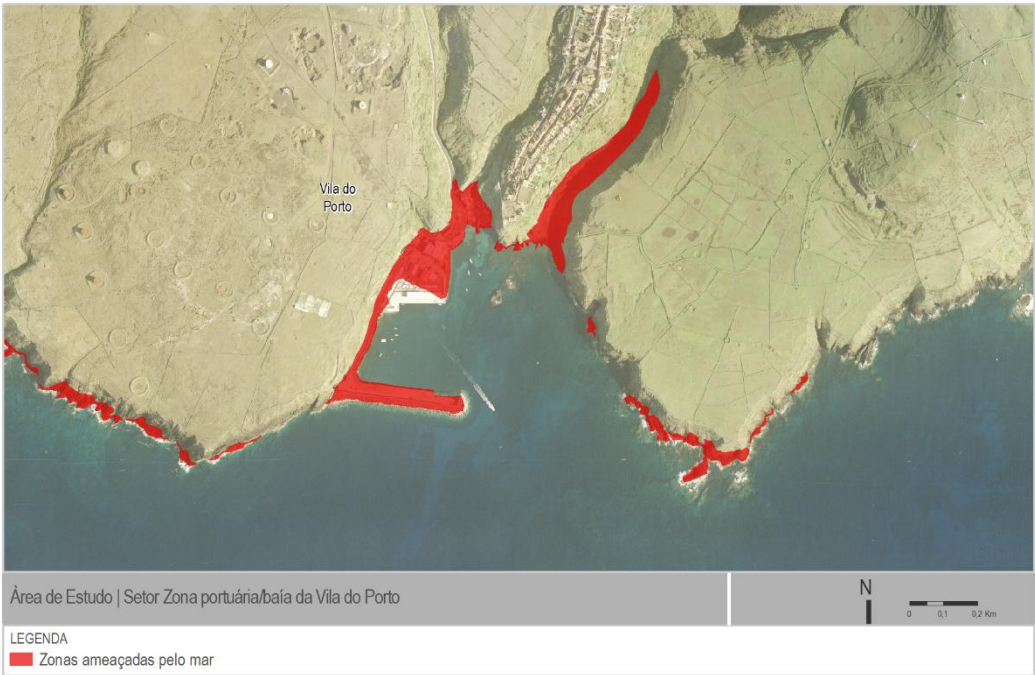 Vila do
Porto
Àrea de Estudo | Setor Zona portuária/baía da Vila do Porto
N
0 0,1 0,2 Km
LEGENDA
Zonas ameaçadas pelo mar